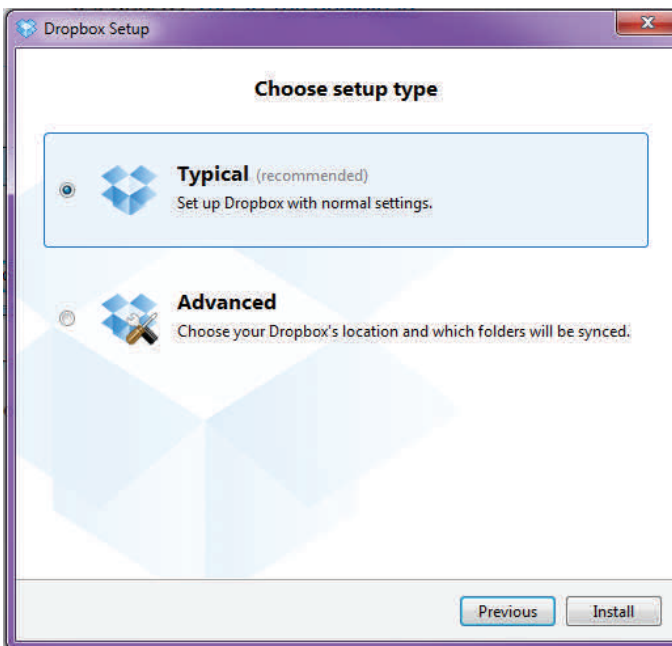 Dropbox Setup
Choose setup type
Typical (recommended)
Set up Dropbox with normal settings.
Advanced
Choose your Dropbox's location and which folders will be synced.
Previous
Install